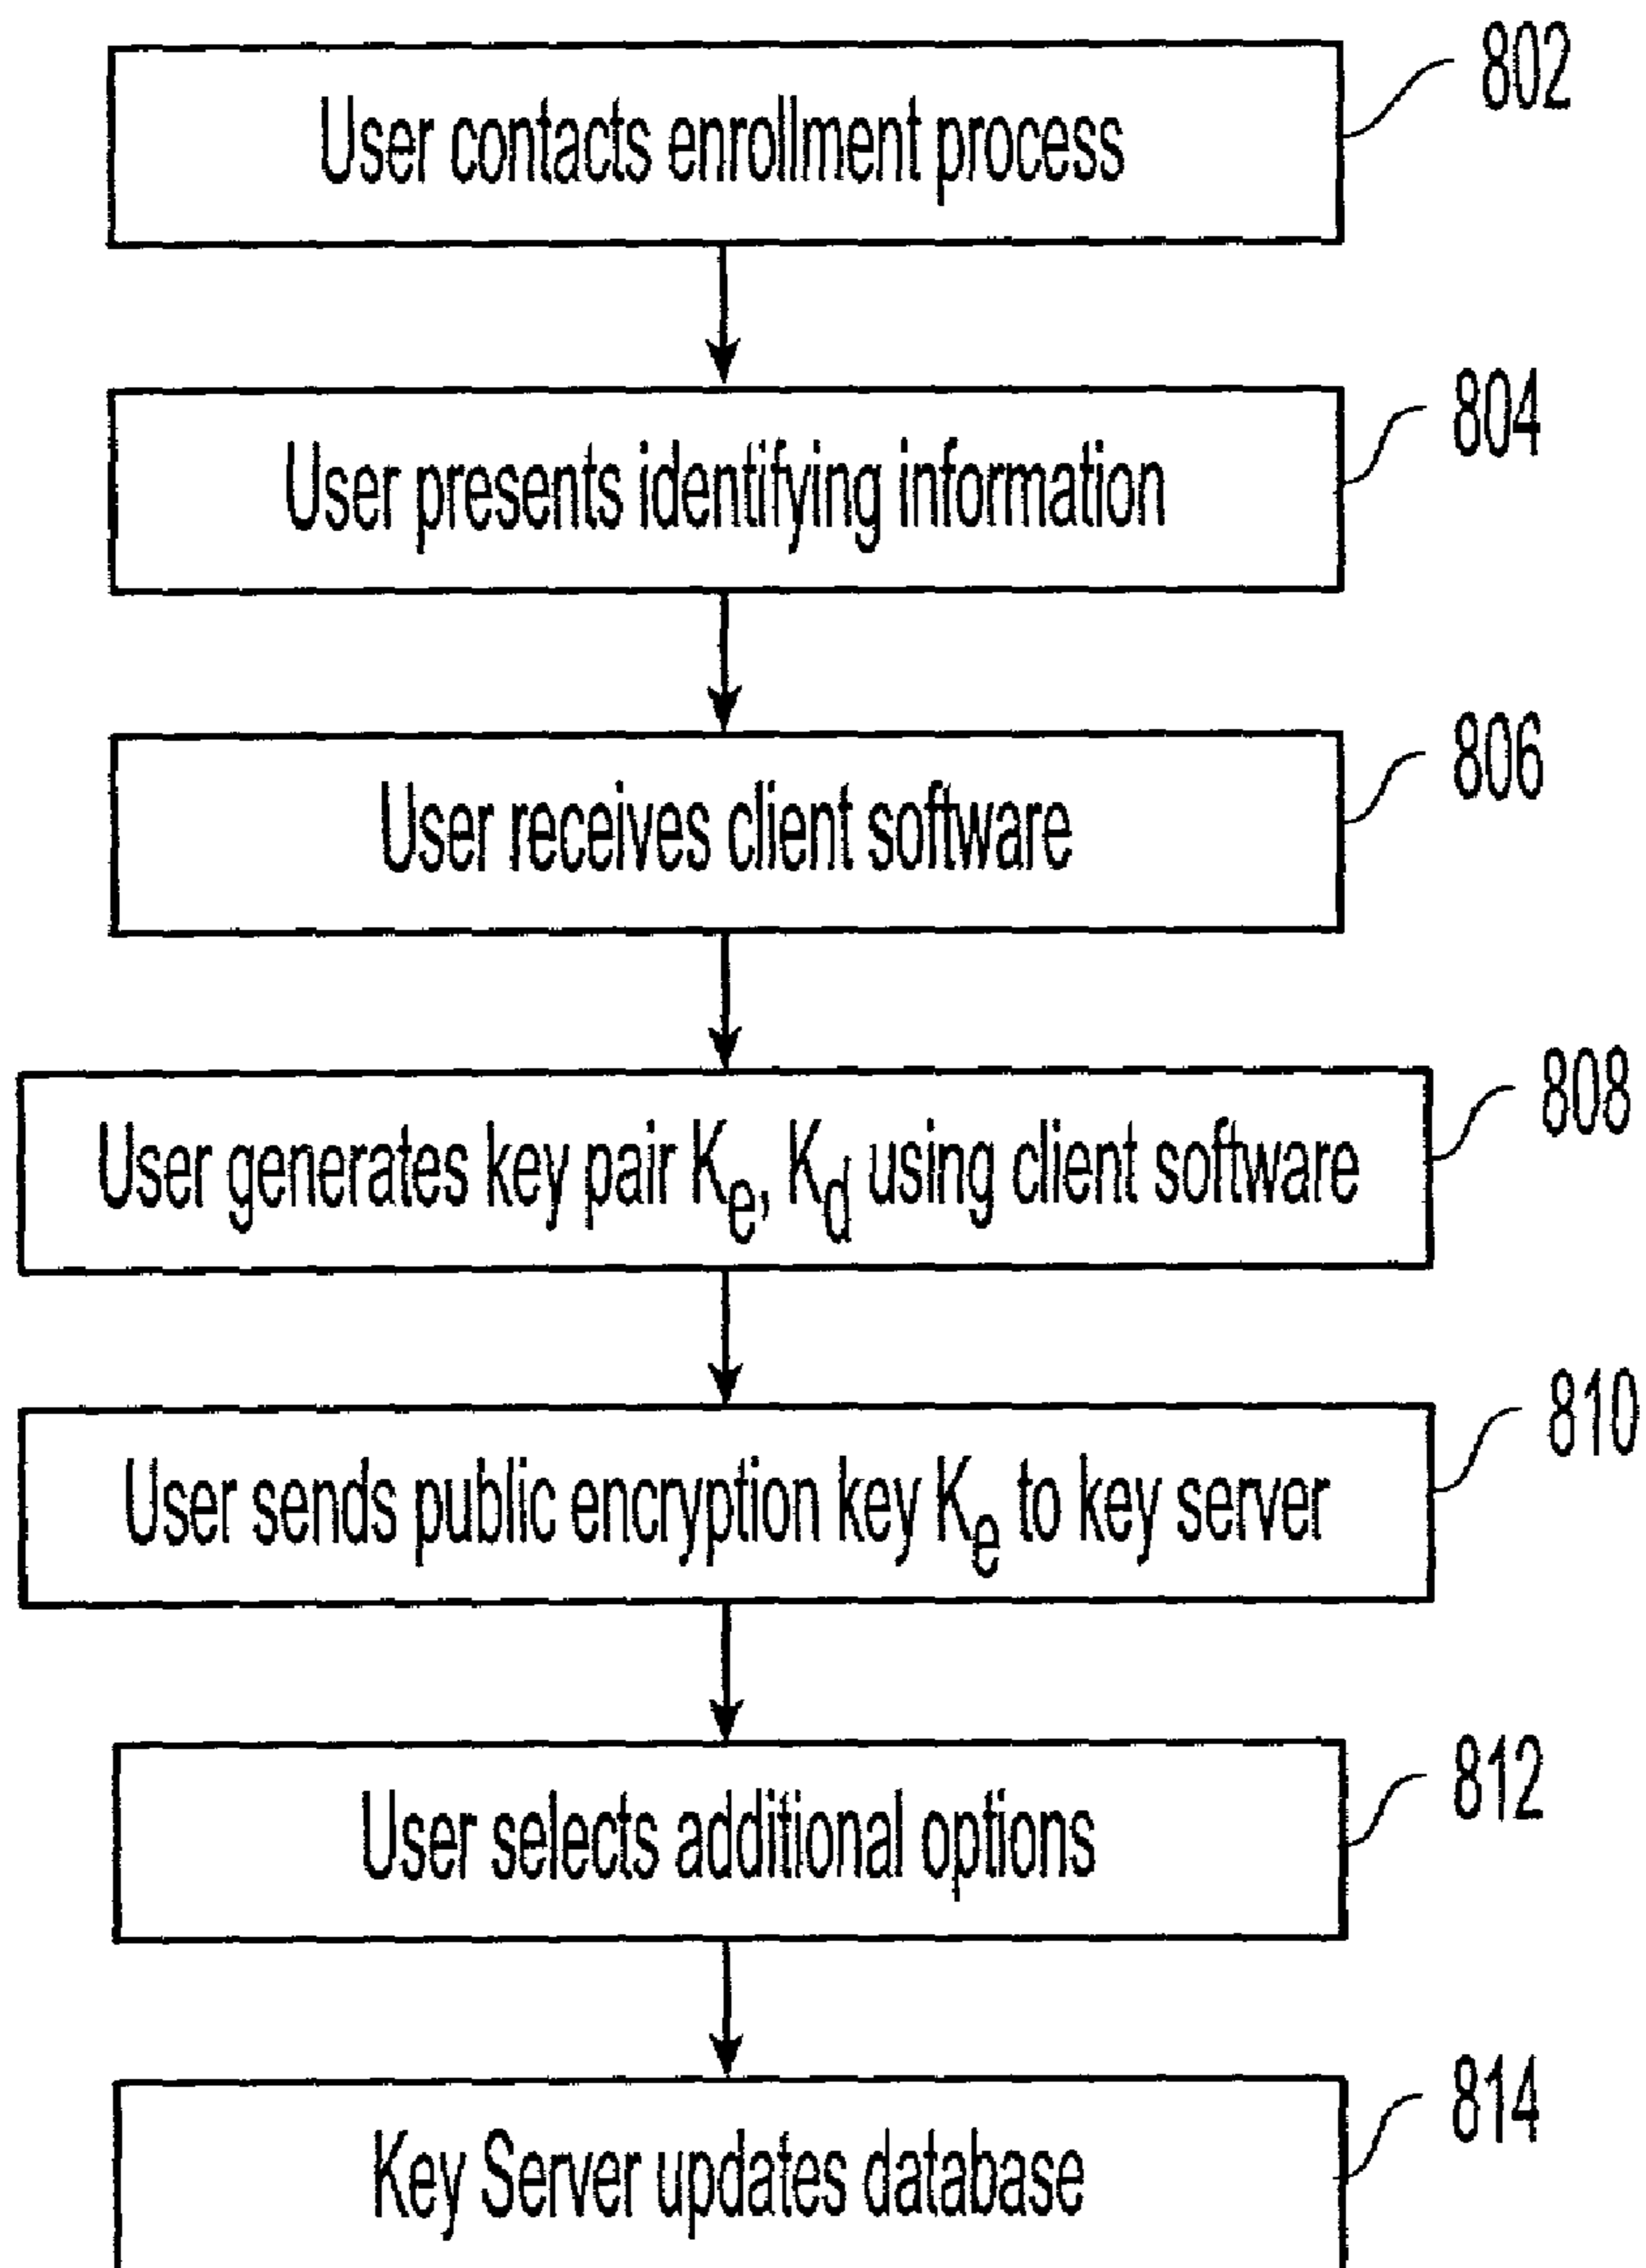 User contacts enrollment process
802
User presents identifying information
804
User receives client software
806
User generates key pair Ke, Kd using client software
808
User sends public encryption key Ke to key server
810
User selects additional options
812
Key Server updates database
814